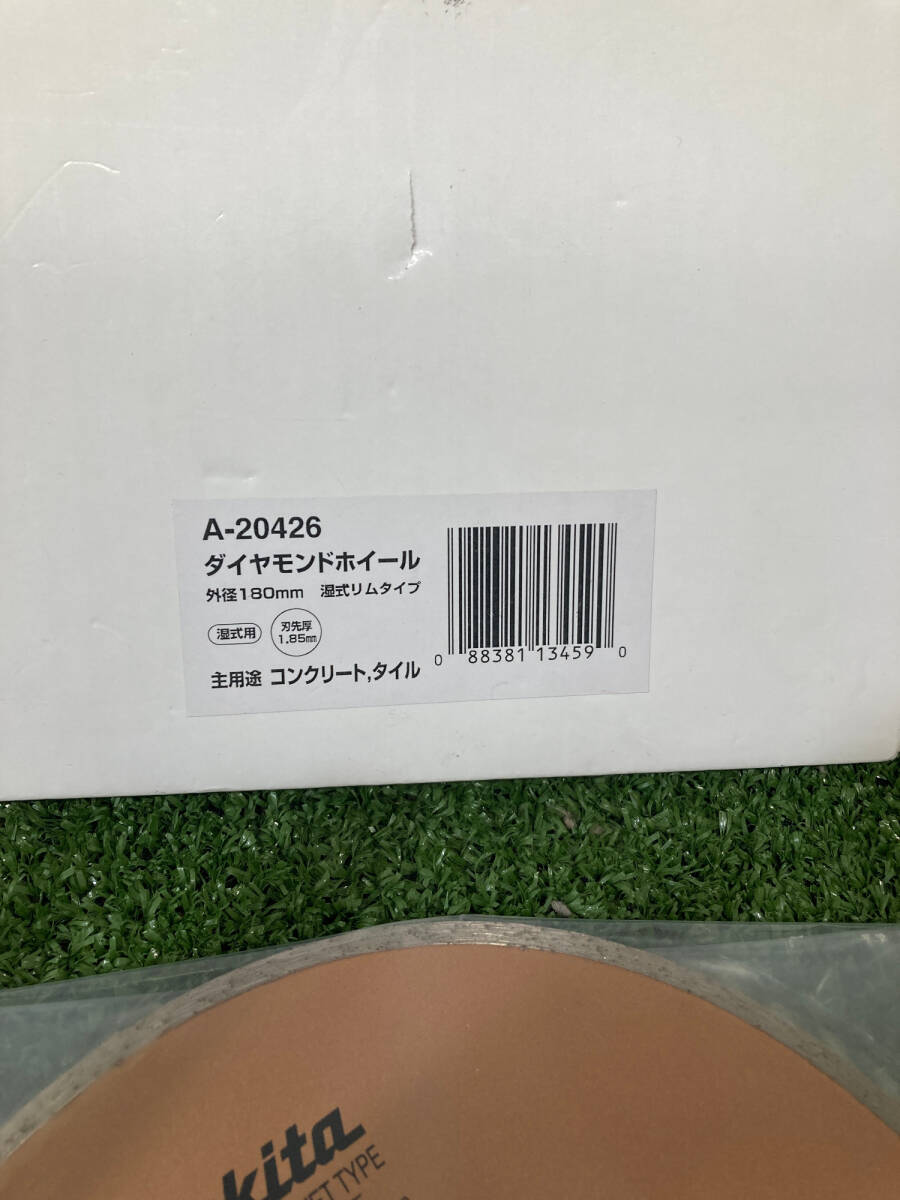 A-20426
ダイヤモンドホイール
外径180mm 湿式リムタイプ
湿式用
刃先厚
1.85mm
主用途 コンクリート,タイル
0 88381 13459 0
kita
WET TYPE